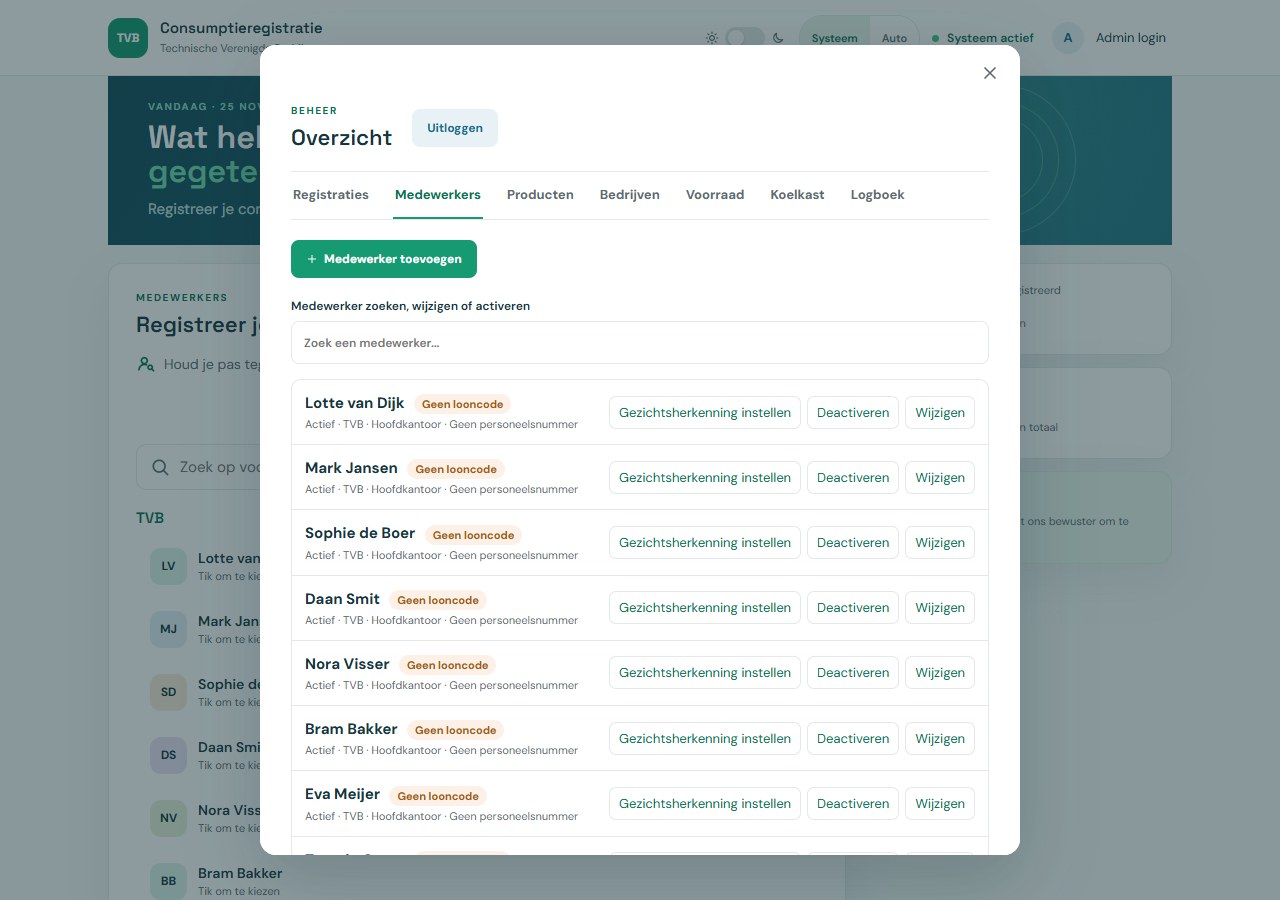 TVB
Consumptieregistratie
Technische Verenigde
Systeem
Auto
Systeem actief
A
Admin login
VANDAAG · 25 NOV
Wat heb
gegete
Registreer je con
BEHEER
Overzicht
Uitloggen
Registraties
Medewerkers
Producten
Bedrijven
Voorraad
Koelkast
Logboek
+ Medewerker toevoegen
Medewerker zoeken, wijzigen of activeren
Zoek een medewerker...
Lotte van Dijk Geen looncode
Actief · TVB · Hoofdkantoor · Geen personeelsnummer
Gezichtsherkenning instellen Deactiveren Wijzigen
Mark Jansen Geen looncode
Actief · TVB · Hoofdkantoor · Geen personeelsnummer
Gezichtsherkenning instellen Deactiveren Wijzigen
Sophie de Boer Geen looncode
Actief · TVB · Hoofdkantoor · Geen personeelsnummer
Gezichtsherkenning instellen Deactiveren Wijzigen
Daan Smit Geen looncode
Actief · TVB · Hoofdkantoor · Geen personeelsnummer
Gezichtsherkenning instellen Deactiveren Wijzigen
Nora Visser Geen looncode
Actief · TVB · Hoofdkantoor · Geen personeelsnummer
Gezichtsherkenning instellen Deactiveren Wijzigen
Bram Bakker Geen looncode
Actief · TVB · Hoofdkantoor · Geen personeelsnummer
Gezichtsherkenning instellen Deactiveren Wijzigen
Eva Meijer Geen looncode
Actief · TVB · Hoofdkantoor · Geen personeelsnummer
Gezichtsherkenning instellen Deactiveren Wijzigen
MEDEWERKERS
Registreer je
Houd je pas teg
Zoek op voo
TVB
LV
Lotte van
Tik om te kie
MJ
Mark Jan
Tik om te kie
SD
Sophie de
Tik om te kie
DS
Daan Smi
Tik om te kie
NV
Nora Viss
Tik om te kie
BB
Bram Bakker
Tik om te kiezen
gistreerd
n
n totaal
t ons bewuster om te